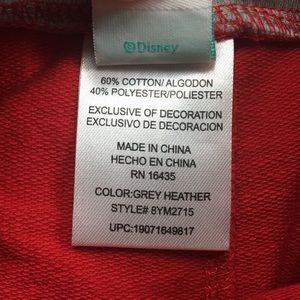 ©Disney
60% COTTON/ ALGODON
40% POLYESTER/POLIESTER
EXCLUSIVE OF DECORATION
EXCLUSIVO DE DECORACION
MADE IN CHINA
HECHO EN CHINA
RN 16435
COLOR:GREY HEATHER
STYLE# 8YM2715
UPC:19071649817